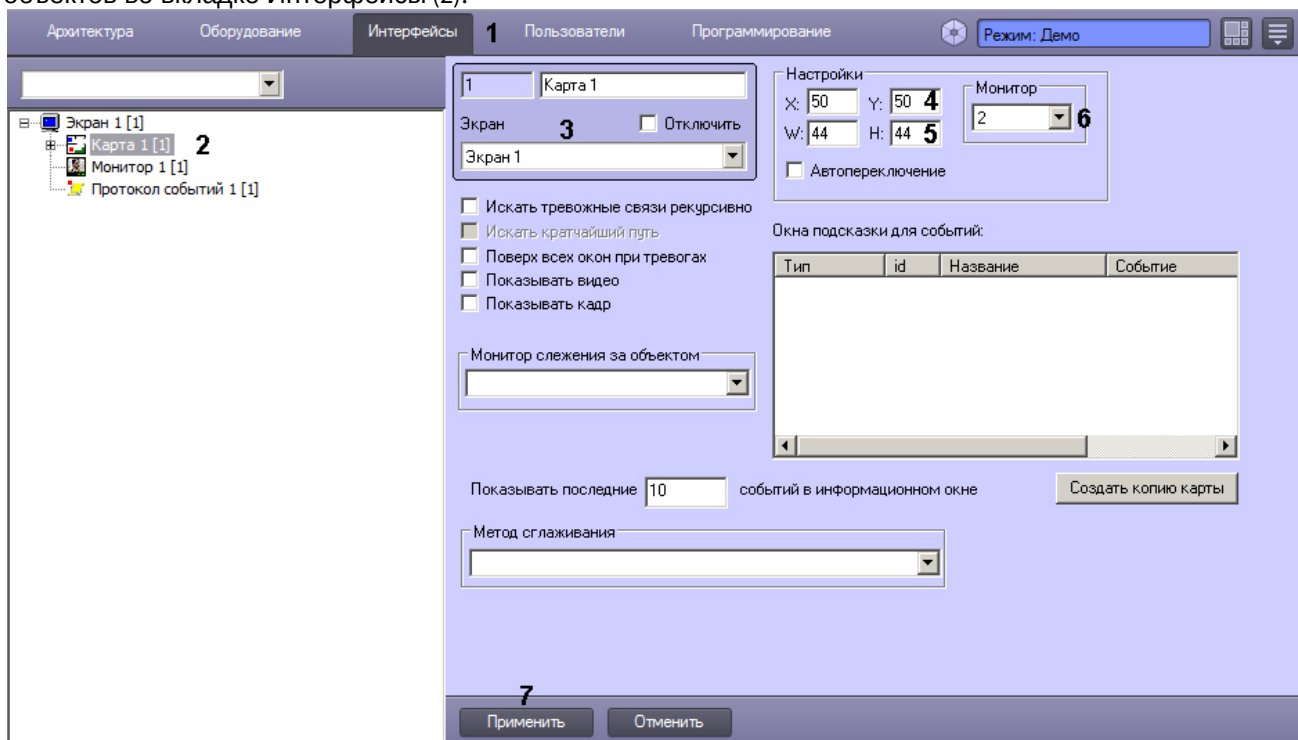 объектов во вкладке Интерфейсы (2).
Архитектура Оборудование Интерфейсы 1 Пользователи Программирование Режим: Демо
1 Карта 1
Экран 3 Отключить
Экран 1
Настройки
X: 50 Y: 50 4
W: 44 H: 44 5
Монитор
2 6
Автопереключение
Экран 1 [1]
Карта 1 [1] 2
Монитор 1 [1]
Протокол событий 1 [1]
Искать тревожные связи рекурсивно
Искать кратчайший путь
Поверх всех окон при тревогах
Показывать видео
Показывать кадр
Окна подсказки для событий:
Тип id Название Событие
Монитор слежения за объектом
Показывать последние 10 событий в информационном окне
Создать копию карты
Метод сглаживания
7
Применить Отменить